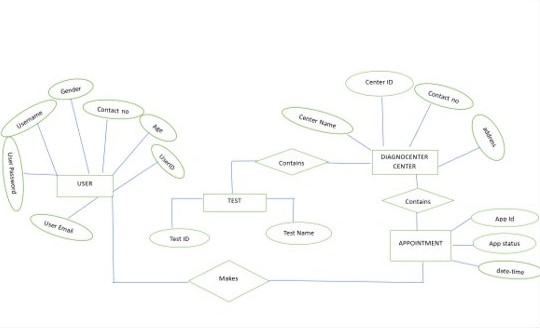 Center ID
Gender
Contact no
Username
Contact no
Center Name
Age
address
User Password
UserID
Contains
DIAGNOCENTER
CENTER
USER
TEST
Contains
User Email
Test ID
Test Name
APPOINTMENT
App Id
App status
date-time
Makes